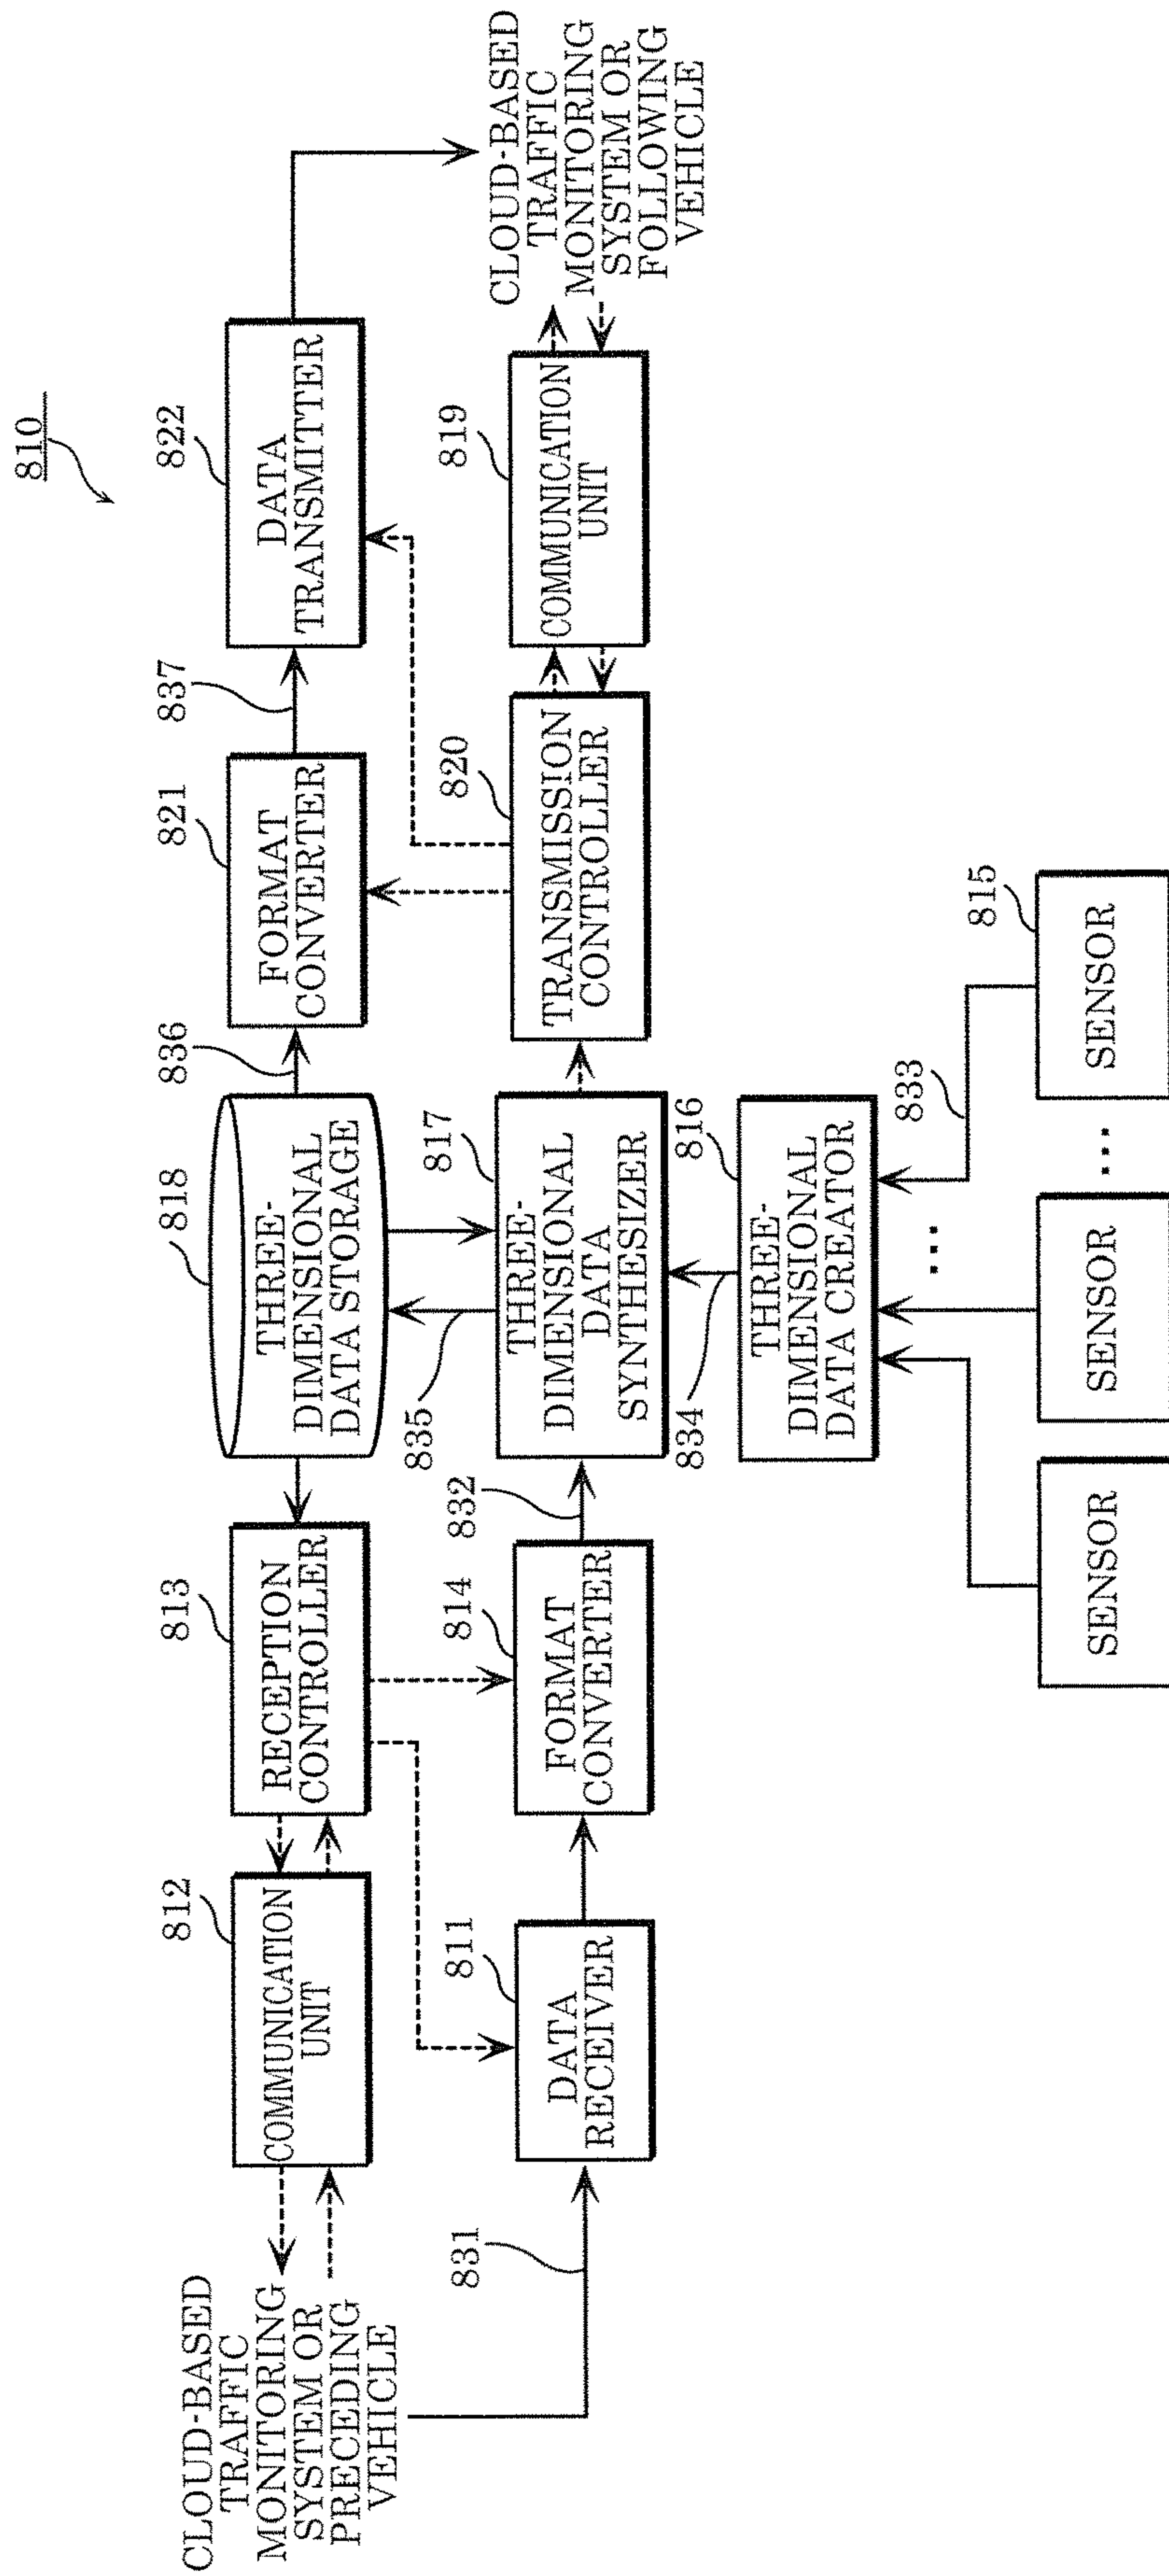 810
CLOUD-BASED
TRAFFIC
MONITORING
SYSTEM OR
PRECEDING
VEHICLE
812
COMMUNICATION
UNIT
813
RECEPTION
CONTROLLER
818
THREE-
DIMENSIONAL
DATA STORAGE
836
821
FORMAT
CONVERTER
837
822
DATA
TRANSMITTER
831
811
DATA
RECEIVER
814
FORMAT
CONVERTER
832
835
817
THREE-
DIMENSIONAL
DATA
SYNTHESIZER
820
TRANSMISSION
CONTROLLER
819
COMMUNICATION
UNIT
CLOUD-BASED
TRAFFIC
MONITORING
SYSTEM OR
FOLLOWING
VEHICLE
834
816
THREE-
DIMENSIONAL
DATA CREATOR
833
...
815
SENSOR
SENSOR
...
SENSOR